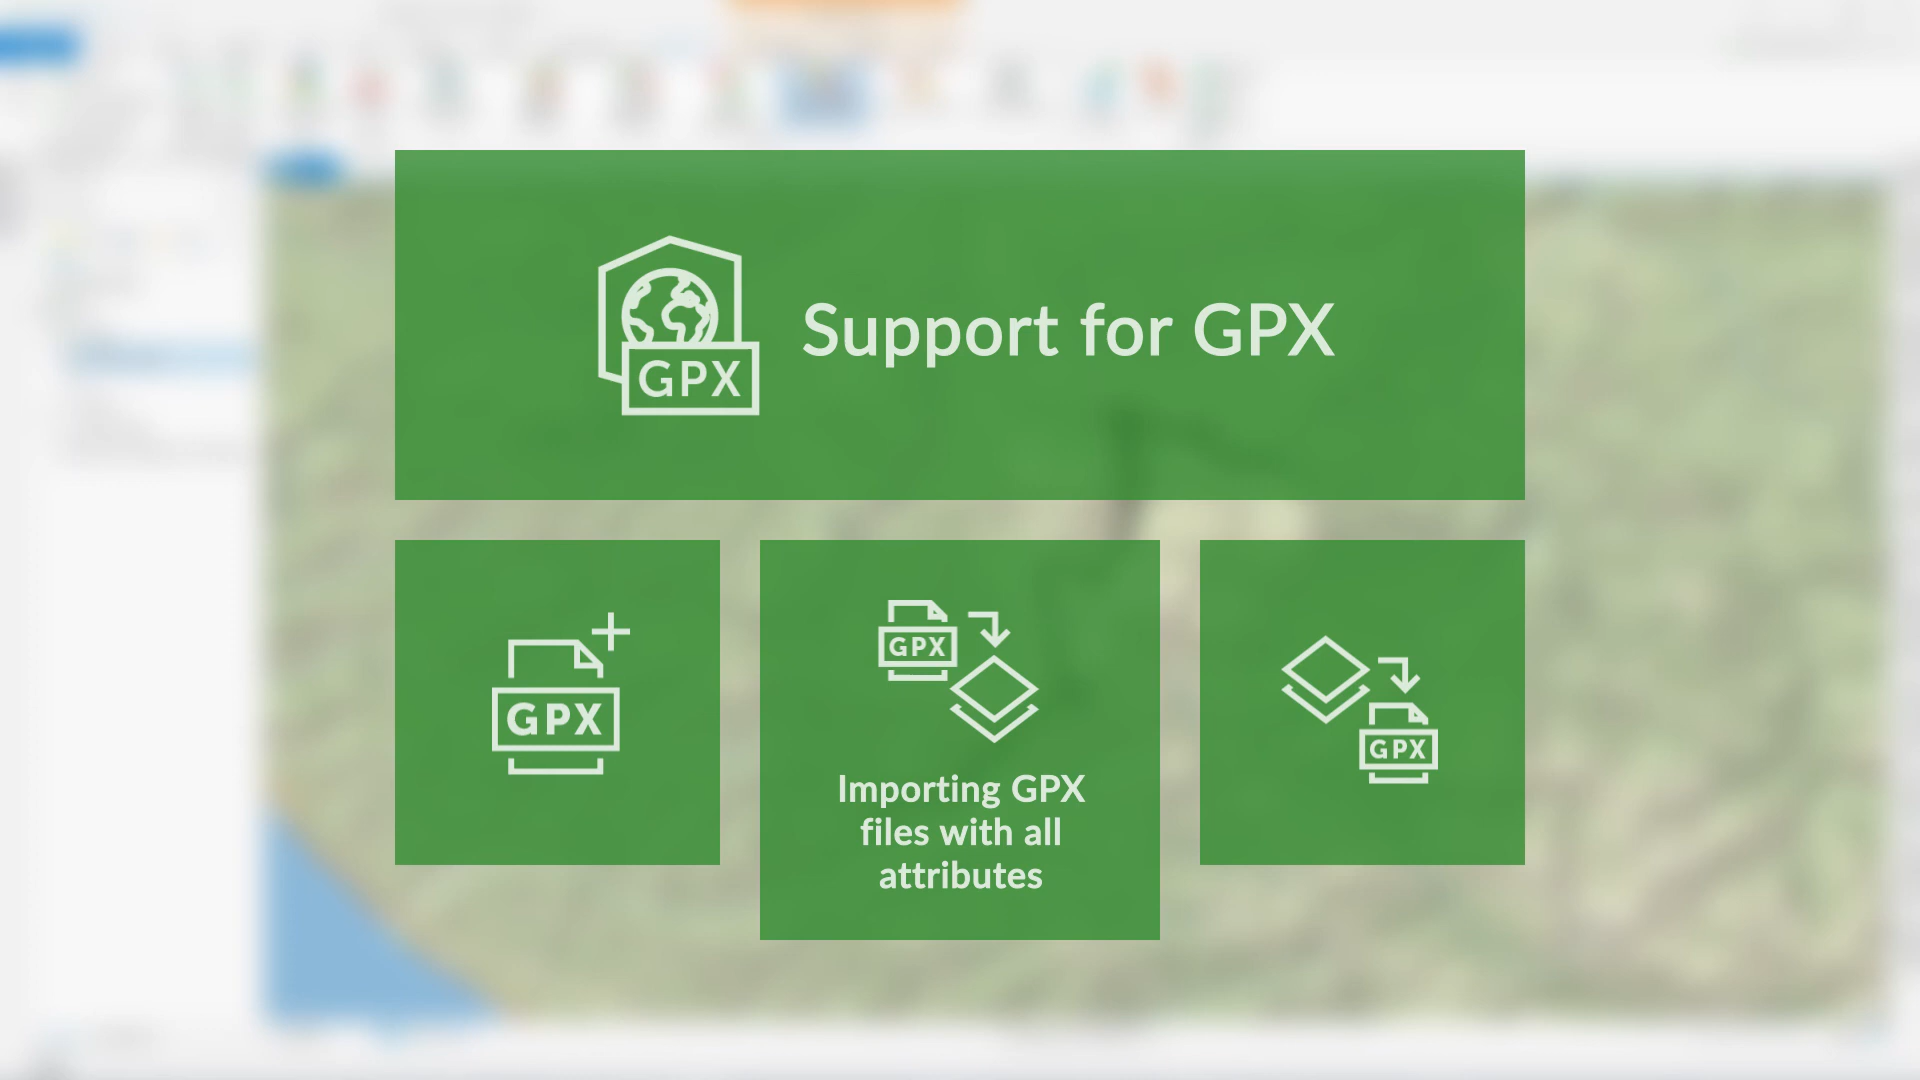 GPX
Support for GPX
GPX
GPX
Importing GPX
files with all
attributes
GPX